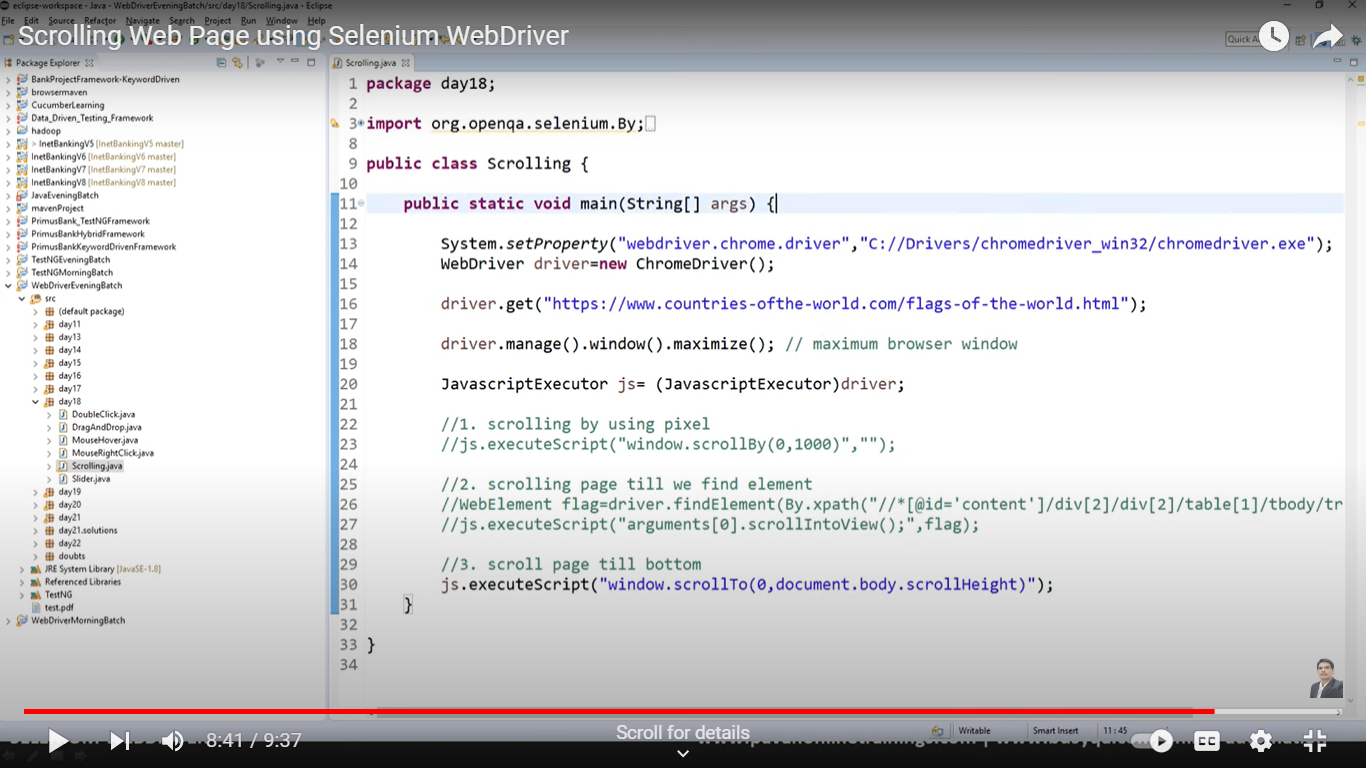 eclipse-workspace - Java - WebDriverEveningBatch/src/day18/Scrolling.java - Eclipse
File Edit Source Refactor Navigate Search Project Run Window Help
Scrolling Web Page using Selenium WebDriver
Quick A
Package Explorer
Scrolling.java
BankProjectFramework-KeywordDriven
browsermaven
CucumberLearning
Data_Driven_Testing_Framework
hadoop
> InetBankingV5 [InetBankingV5 master]
InetBankingV6 [InetBankingV6 master]
InetBankingV7 [InetBankingV7 master]
InetBankingV8 [InetBankingV8 master]
JavaEveningBatch
mavenProject
PrimusBank_TestNGFramework
PrimusBankHybridFramework
PrimusBankKeywordDrivenFramework
TestNGEveningBatch
TestNGMorningBatch
WebDriverEveningBatch
src
(default package)
day11
day13
day14
day15
day16
day17
day18
DoubleClick.java
DragAndDrop.java
MouseHover.java
MouseRightClick.java
Scrolling.java
Slider.java
day19
day20
day21
day21.solutions
day22
doubts
JRE System Library [JavaSE-1.8]
Referenced Libraries
TestNG
test.pdf
WebDriverMorningBatch
1 package day18;
2
3 import org.openqa.selenium.By;
8
9 public class Scrolling {
10
11 public static void main(String[] args) {
12
13 System.setProperty("webdriver.chrome.driver","C://Drivers/chromedriver_win32/chromedriver.exe");
14 WebDriver driver=new ChromeDriver();
15
16 driver.get("https://www.countries-ofthe-world.com/flags-of-the-world.html");
17
18 driver.manage().window().maximize(); // maximum browser window
19
20 JavascriptExecutor js= (JavascriptExecutor)driver;
21
22 //1. scrolling by using pixel
23 //js.executeScript("window.scrollBy(0,1000)","");
24
25 //2. scrolling page till we find element
26 //WebElement flag=driver.findElement(By.xpath("//*[@id='content']/div[2]/div[2]/table[1]/tbody/tr
27 //js.executeScript("arguments[0].scrollIntoView();",flag);
28
29 //3. scroll page till bottom
30 js.executeScript("window.scrollTo(0,document.body.scrollHeight)");
31 }
32
33 }
34
Writable Smart Insert 11 : 45
8:41 / 9:37
Scroll for details
CC